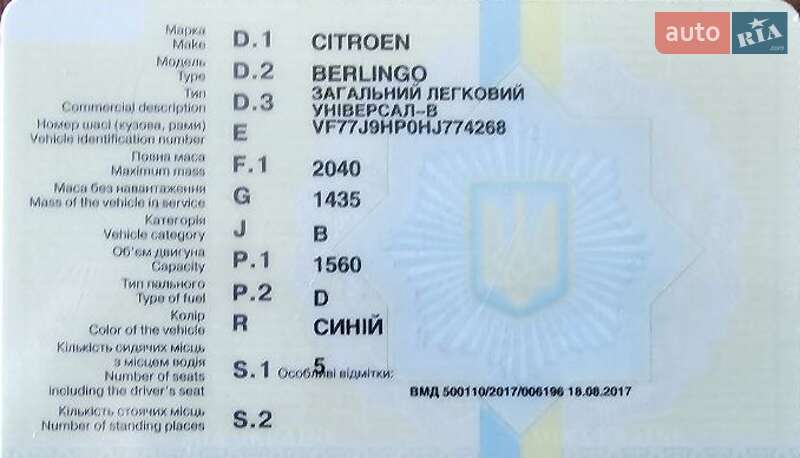 auto RIA.com
Марка
Make D.1 CITROEN
Модель
Type D.2 BERLINGO
Тип
Commercial description D.3 ЗАГАЛЬНИЙ ЛЕГКОВИЙ
УНІВЕРСАЛ-В
Номер шасі (кузова, рами)
Vehicle identification number E VF77J9HP0HJ774268
Повна маса
Maximum mass F.1 2040
Маса без навантаження
Mass of the vehicle in service G 1435
Категорія
Vehicle category J B
Об'єм двигуна
Capacity P.1 1560
Тип пального
Type of fuel P.2 D
Колір
Color of the vehicle R СИНІЙ
Кількість сидячих місць
з місцем водія
Number of seats S.1 5
including the driver's seat
Особливі відмітки:
ВМД 500110/2017/006196 18.08.2017
Кількість стоячих місць
Number of standing places S.2